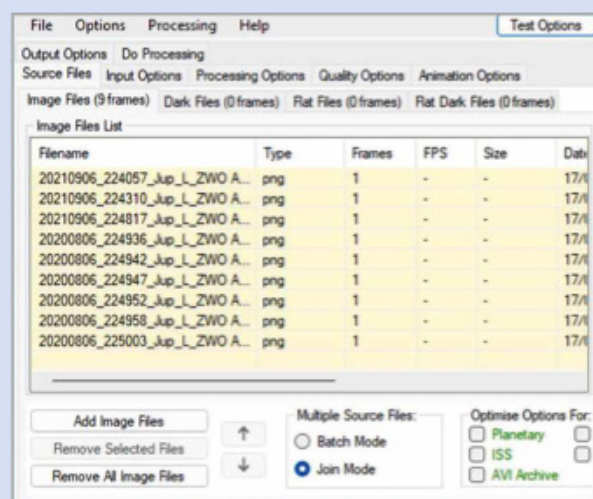 File Options Processing Help Test Options
Output Options Do Processing
Source Files Input Options Processing Options Quality Options Animation Options
Image Files (9 frames) Dark Files (0 frames) Flat Files (0 frames) Flat Dark Files (0 frames)
Image Files List
Filename Type Frames FPS Size
20210906_224057_Jup_L_ZWO A... png 1 - -
20210906_224310_Jup_L_ZWO A... png 1 - -
20210906_224817_Jup_L_ZWO A... png 1 - -
20200806_224936_Jup_L_ZWO A... png 1 - -
20200806_224942_Jup_L_ZWO A... png 1 - -
20200806_224947_Jup_L_ZWO A... png 1 - -
20200806_224952_Jup_L_ZWO A... png 1 - -
20200806_224958_Jup_L_ZWO A... png 1 - -
20200806_225003_Jup_L_ZWO A... png 1 - -
Add Image Files
Remove Selected Files
Remove All Image Files
Multiple Source Files:
Batch Mode
Join Mode
Optimise Options For:
Planetary
ISS
AVI Archive